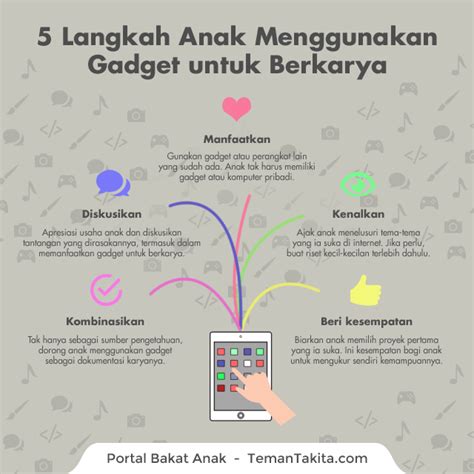 5 Langkah Anak Menggunakan
Gadget untuk Berkarya
Manfaatkan
Gunakan gadget atau perangkat lain
yang sudah ada. Anak tak harus memiliki
gadget atau komputer pribadi.
Diskusikan
Apresiasi usaha anak dan diskusikan
tantangan yang dirasakannya, termasuk dalam
memanfaatkan gadget untuk berkarya.
Kenalkan
Ajak anak menelusuri tema-tema
yang ia suka di internet. Jika perlu,
buat riset kecil-kecilan terlebih dahulu.
Kombinasikan
Tak hanya sebagai sumber pengetahuan,
dorong anak menggunakan gadget
sebagai dokumentasi karyanya.
Beri kesempatan
Biarkan anak memilih proyek pertama
yang ia suka. Ini kesempatan bagi anak
untuk mengukur sendiri kemampuannya.
Portal Bakat Anak - TemanTakita.com